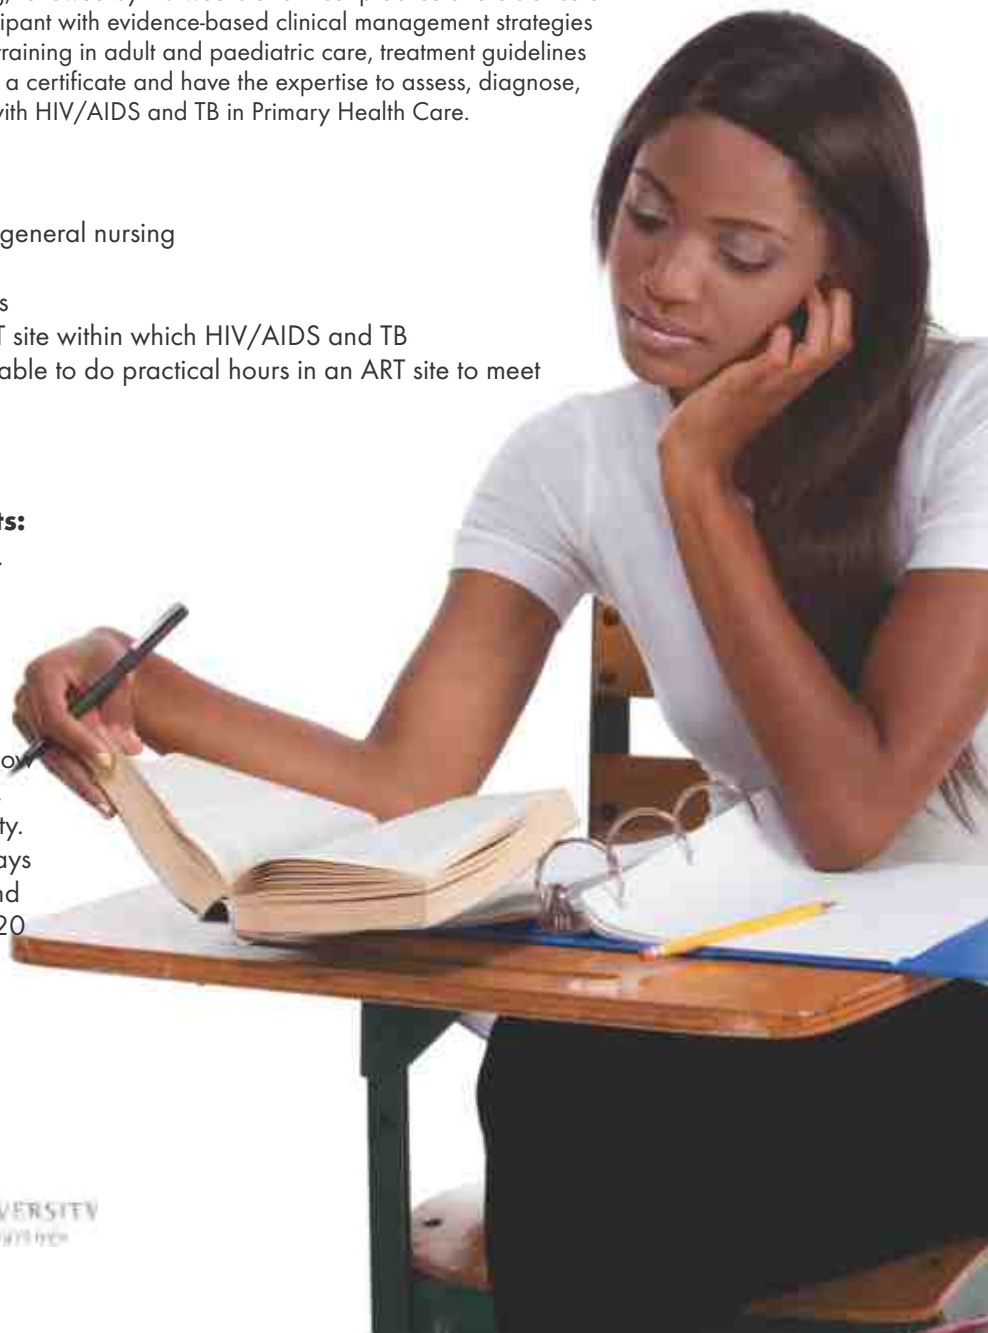 ipant with evidence-based clinical management strategies
training in adult and paediatric care, treatment guidelines
a certificate and have the expertise to assess, diagnose,
with HIV/AIDS and TB in Primary Health Care.
general nursing
s
T site within which HIV/AIDS and TB
able to do practical hours in an ART site to meet
ts:
ow
ty.
ays
nd
20
VERSITY